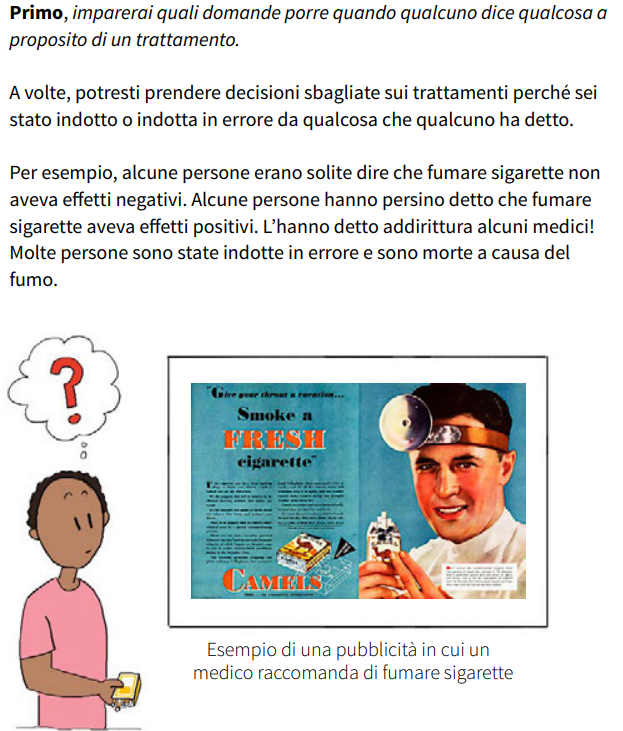 Primo, imparerai quali domande porre quando qualcuno dice qualcosa a
proposito di un trattamento.
A volte, potresti prendere decisioni sbagliate sui trattamenti perché sei
stato indotto o indotta in errore da qualcosa che qualcuno ha detto.
Per esempio, alcune persone erano solite dire che fumare sigarette non
aveva effetti negativi. Alcune persone hanno persino detto che fumare
sigarette aveva effetti positivi. L’hanno detto addirittura alcuni medici!
Molte persone sono state indotte in errore e sono morte a causa del
fumo.
?
"Give your throat a vacation...
Smoke a
FRESH
cigarette"
CAMELS
Esempio di una pubblicità in cui un
medico raccomanda di fumare sigarette